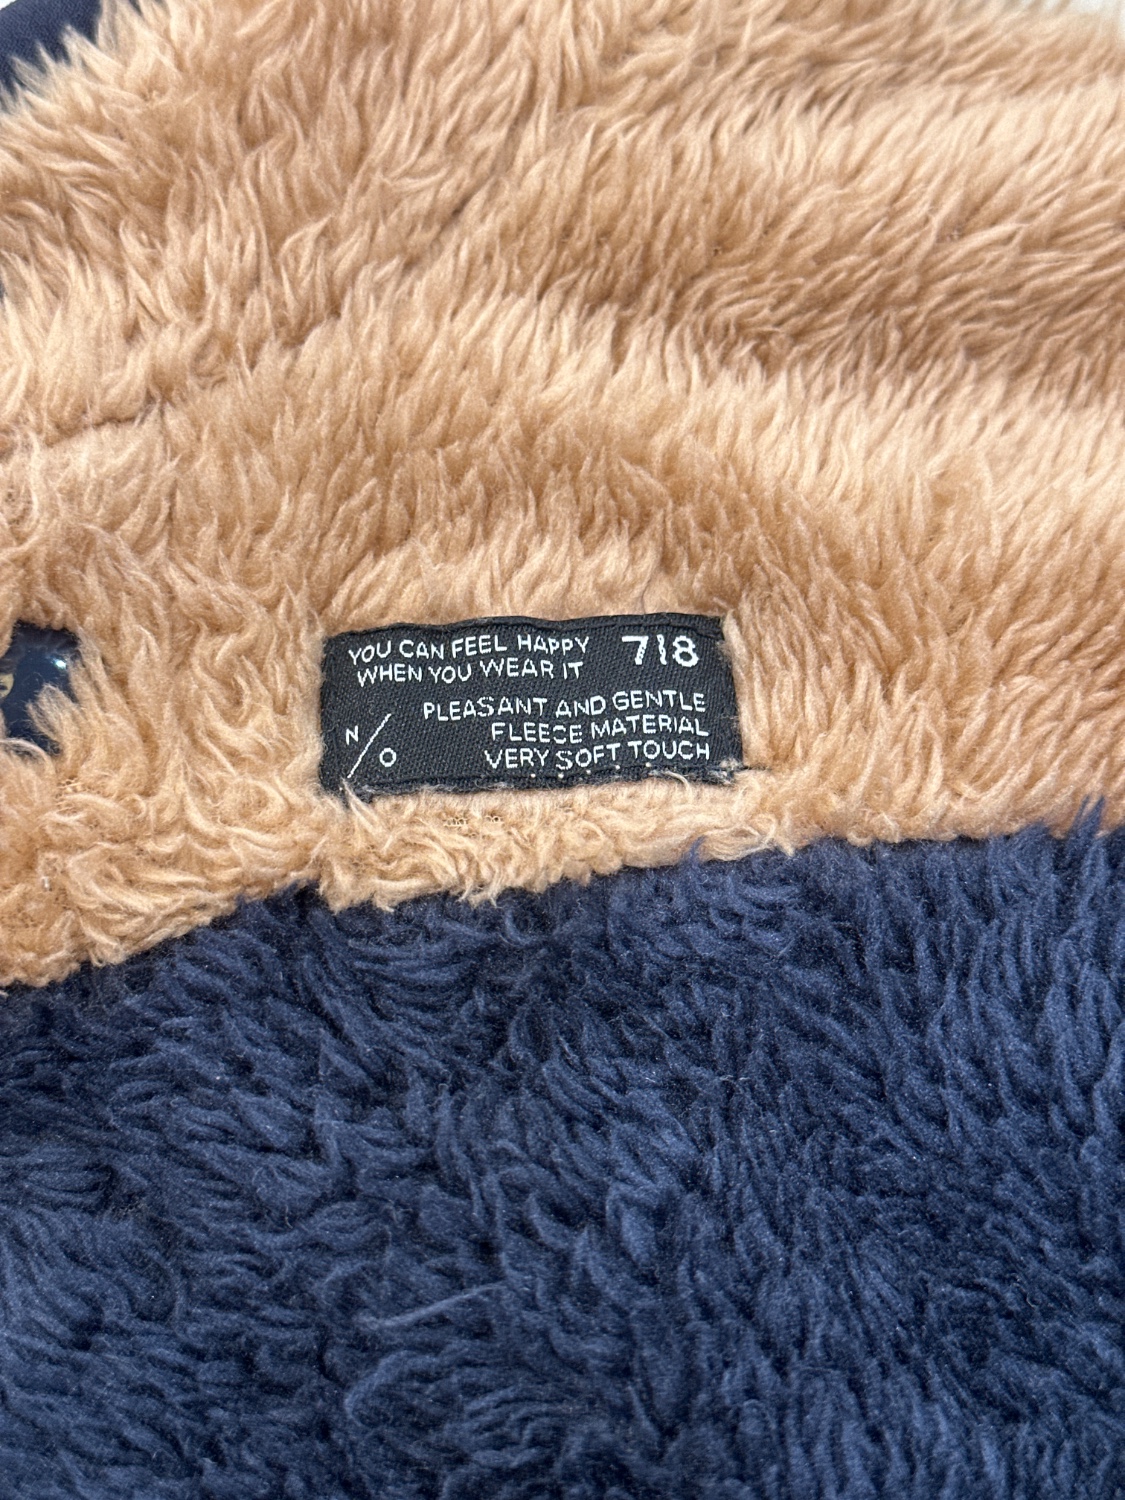 YOU CAN FEEL HAPPY
WHEN YOU WEAR IT
718
PLEASANT AND GENTLE
FLEECE MATERIAL
VERY SOFT TOUCH
N/O